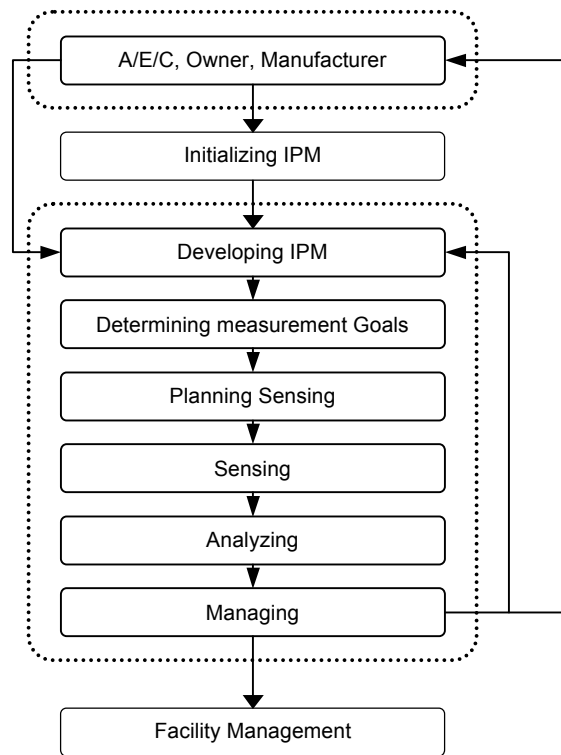 A/E/C, Owner, Manufacturer
Initializing IPM
Developing IPM
Determining measurement Goals
Planning Sensing
Sensing
Analyzing
Managing
Facility Management